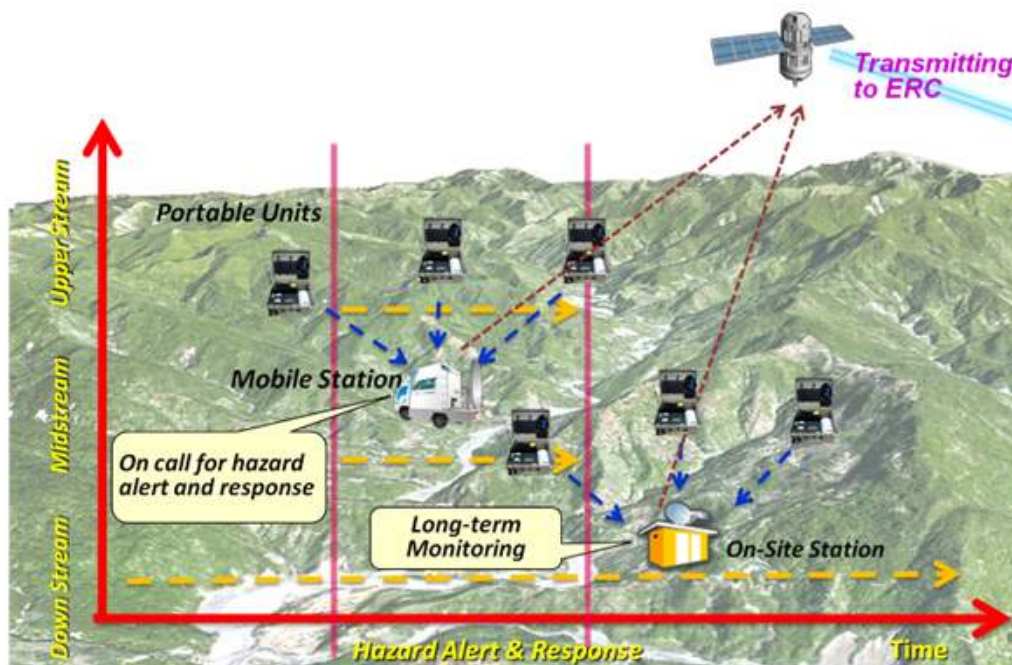 Transmitting
to ERC
Upper Stream
Portable Units
Midstream
Mobile Station
On call for hazard
alert and response
Long-term
Monitoring
On-Site Station
Down Stream
Hazard Alert & Response
Time